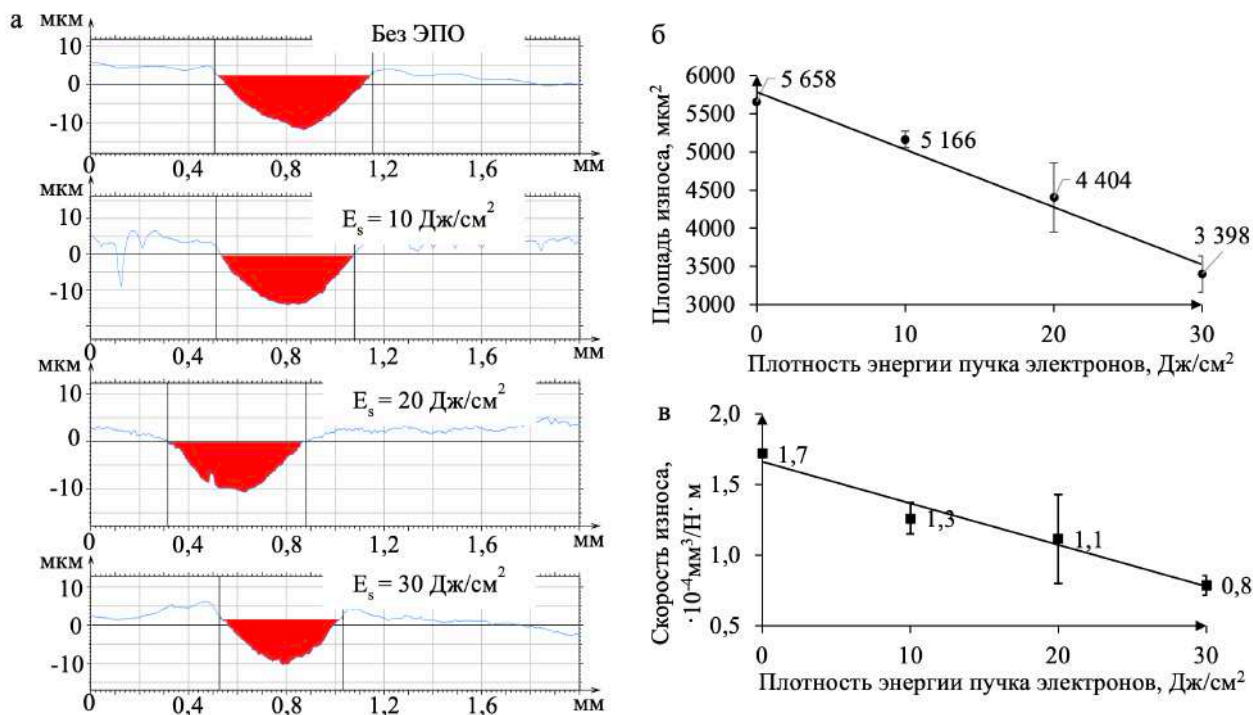 а
мкм
Без ЭПО
10
0
-10
0 0,4 0,8 1,2 1,6 мм
мкм
E_s = 10 Дж/см²
10
0
-10
0 0,4 0,8 1,2 1,6 мм
мкм
E_s = 20 Дж/см²
10
0
-10
0 0,4 0,8 1,2 1,6 мм
мкм
E_s = 30 Дж/см²
10
0
-10
0 0,4 0,8 1,2 1,6 мм
б
Площадь износа, мкм²
6000
5500
5000
4500
4000
3500
3000
5 658
5 166
4 404
3 398
0 10 20 30
Плотность энергии пучка электронов, Дж/см²
в
Скорость износа,
·10⁻⁴мм³/Н· м
2,0
1,5
1,0
0,5
1,7
1,3
1,1
0,8
0 10 20 30
Плотность энергии пучка электронов, Дж/см²